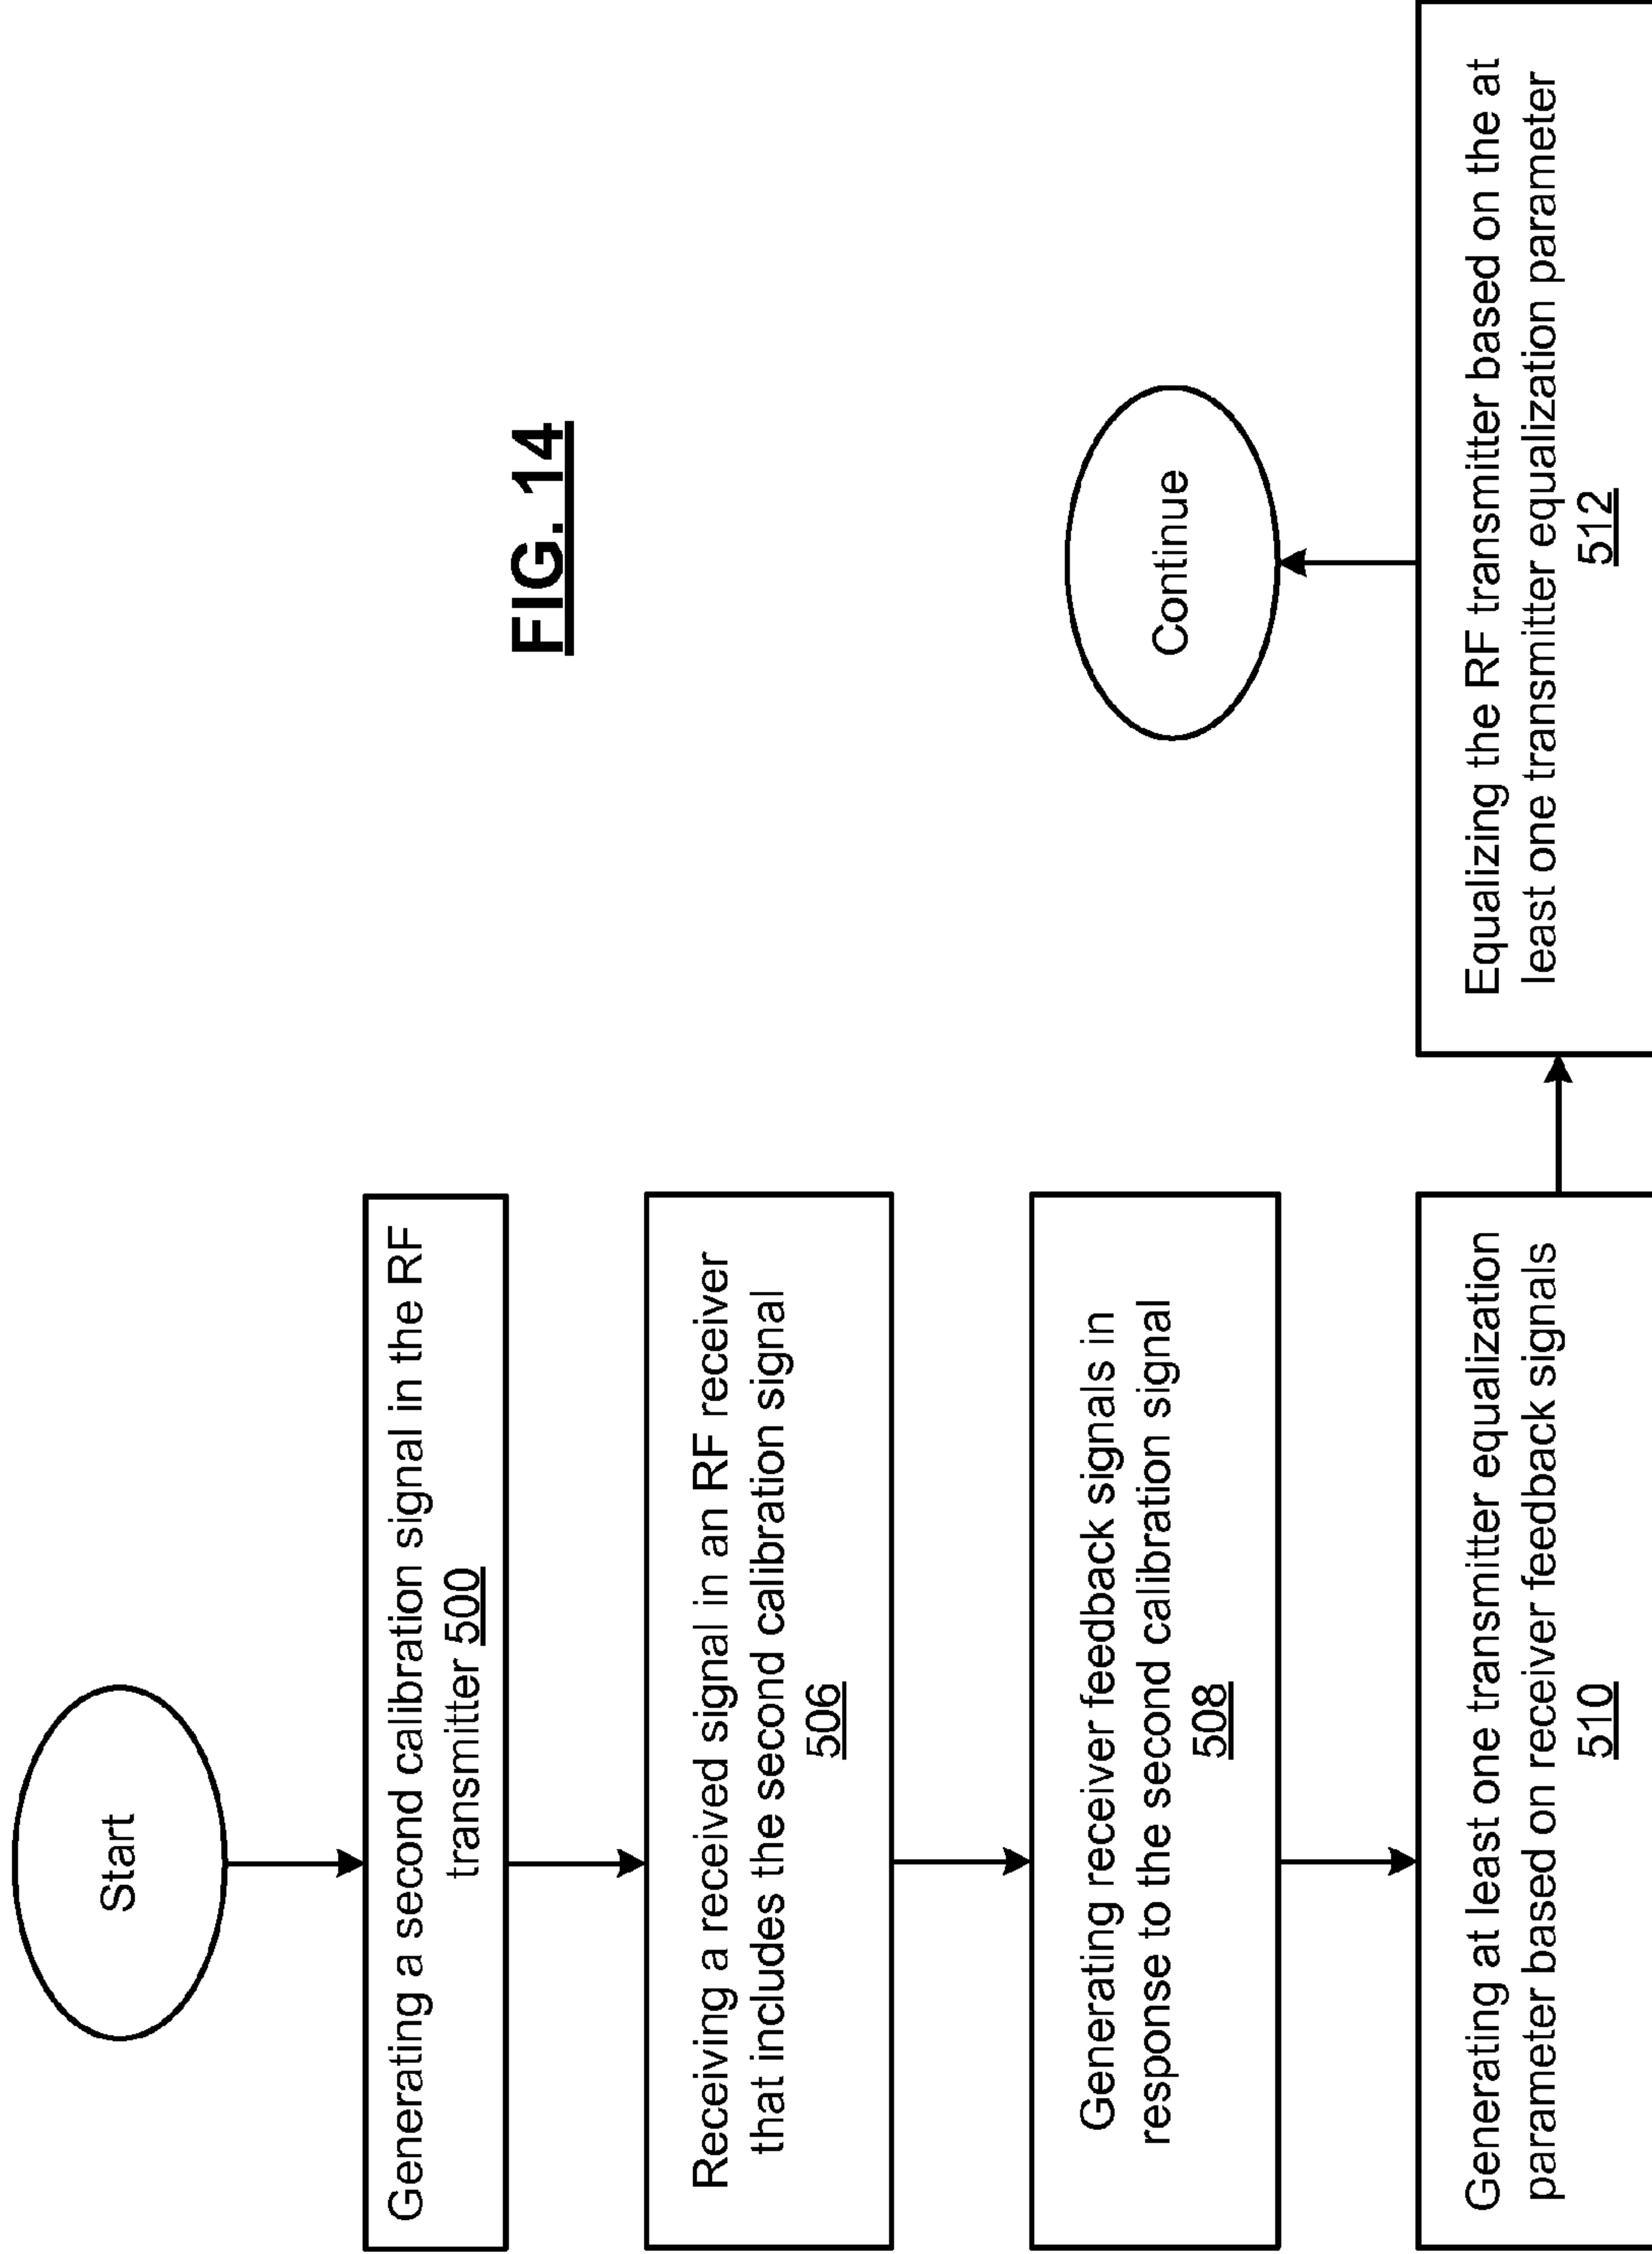 Start
Generating a second calibration signal in the RF
transmitter 500
Receiving a received signal in an RF receiver
that includes the second calibration signal
506
Generating receiver feedback signals in
response to the second calibration signal
508
Generating at least one transmitter equalization
parameter based on receiver feedback signals
510
Equalizing the RF transmitter based on the at
least one transmitter equalization parameter
512
Continue
FIG. 14